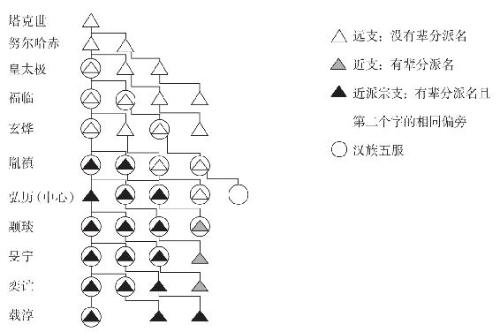 塔克世
努尔哈赤
皇太极
福临
玄烨
胤禛
弘历(中心)
颙琰
旻宁
奕詝
载淳
远支：没有辈分派名
近支：有辈分派名
近派宗支：有辈分派名且
第二个字的相同偏旁
汉族五服